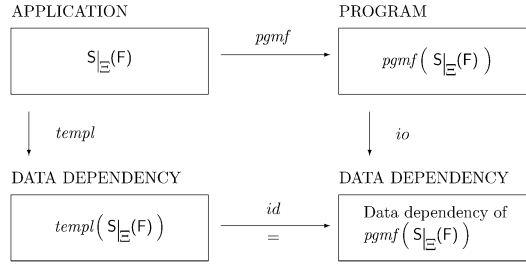 APPLICATION PROGRAM
S|Ξ(F) pgmf pgmf( S|Ξ(F) )
templ io
DATA DEPENDENCY DATA DEPENDENCY
templ( S|Ξ(F) ) id = Data dependency of
pgmf( S|Ξ(F) )